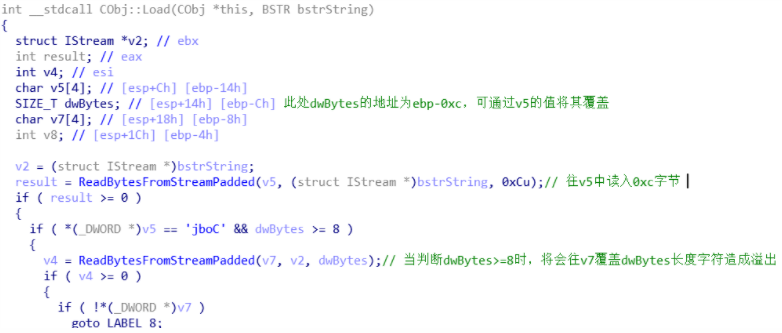 int __stdcall CObj::Load(CObj *this, BSTR bstrString)
{
struct IStream *v2; // ebx
int result; // eax
int v4; // esi
char v5[4]; // [esp+Ch] [ebp-14h]
SIZE_T dwBytes; // [esp+14h] [ebp-Ch] 此处dwBytes的地址为ebp-0xc, 可通过v5的值将其覆盖
char v7[4]; // [esp+18h] [ebp-8h]
int v8; // [esp+1Ch] [ebp-4h]
v2 = (struct IStream *)bstrString;
result = ReadBytesFromStreamPadded(v5, (struct IStream *)bstrString, 0xCu);// 往v5中读入0xc字节
if ( result >= 0 )
{
if ( *(_DWORD *)v5 == 'jboC' && dwBytes >= 8 )
{
v4 = ReadBytesFromStreamPadded(v7, v2, dwBytes);// 当判断dwBytes>=8时, 将会往v7覆盖dwBytes长度字符造成溢出
if ( v4 >= 0 )
{
if ( !*(_DWORD *)v7 )
goto LABEL_8;